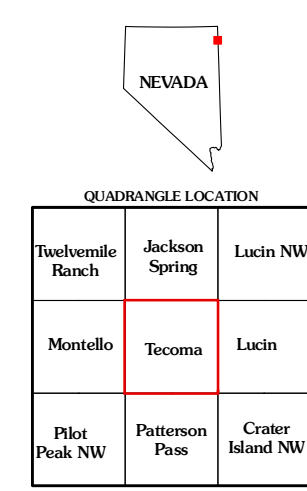 NEVADA
QUADRANGLE LOCATION
Twelvemile
Ranch
Jackson
Spring
Lucin NW
Montello
Tecoma
Lucin
Pilot
Peak NW
Patterson
Pass
Crater
Island NW